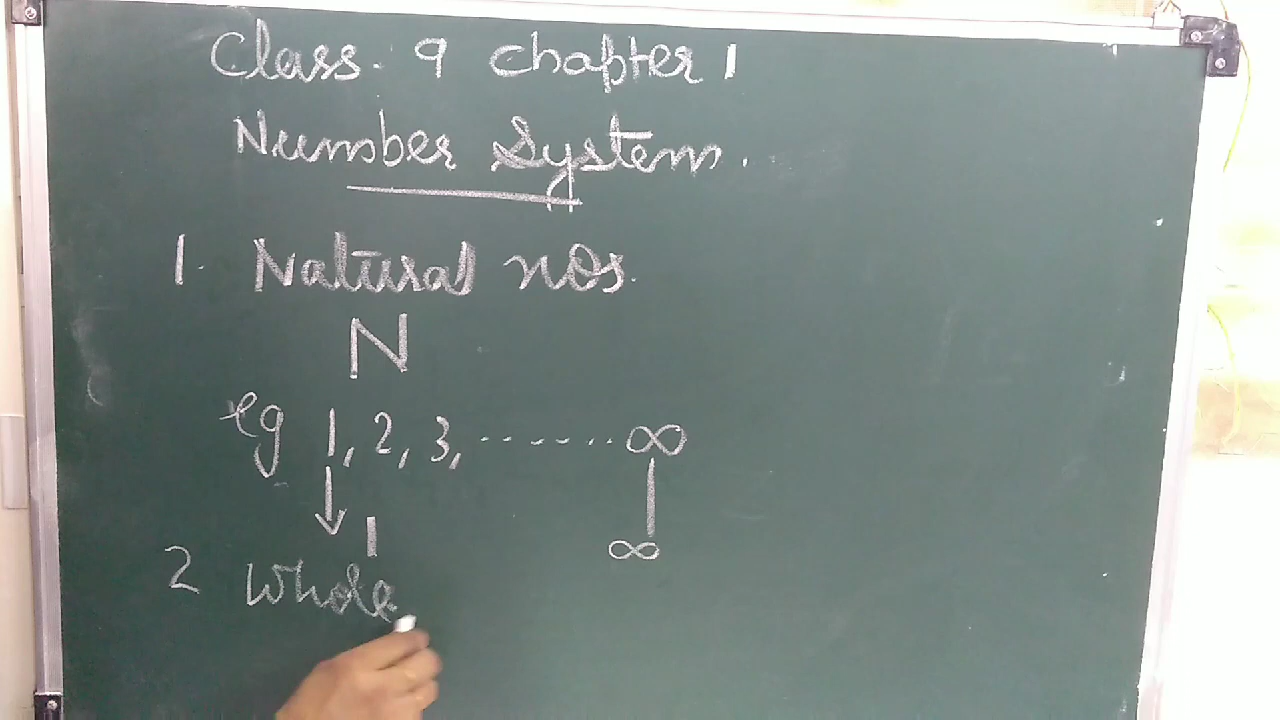 Class. 9 Chapter 1
Number System.
1. Natural nos.
N
eg 1, 2, 3, ....... ∞
↓ 1 ∞
2 Whole